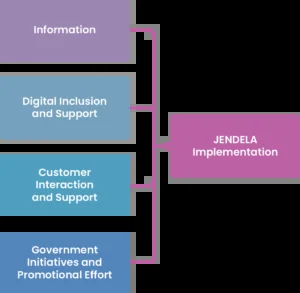 Information
Digital Inclusion
and Support
Customer
Interaction
and Support
Government
Initiatives and
Promotional Effort
JENDELA
Implementation